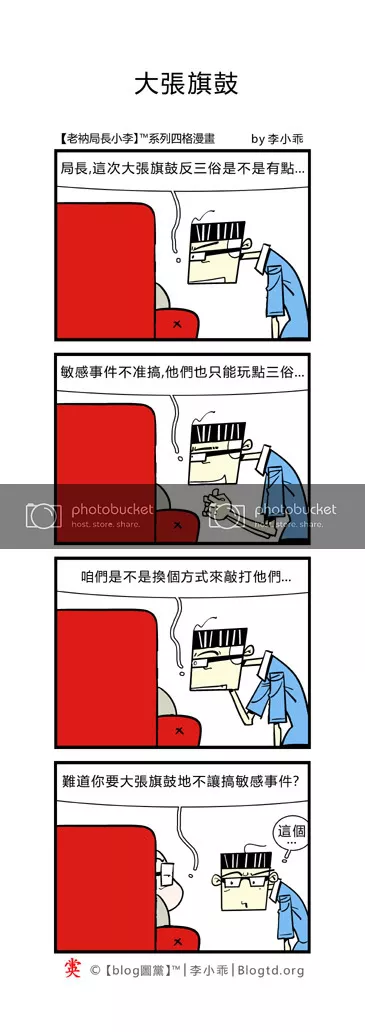 大張旗鼓
【老衲局長小李】™系列四格漫畫 by 李小乖
局長,這次大張旗鼓反三俗是不是有點...
敏感事件不准搞,他們也只能玩點三俗...
photobucket photobucket
host. store. share. host. store. share.
咱們是不是換個方式來敲打他們...
難道你要大張旗鼓地不讓搞敏感事件?
這個
...
© 【blog圖黨】™|李小乖|Blogtd.org